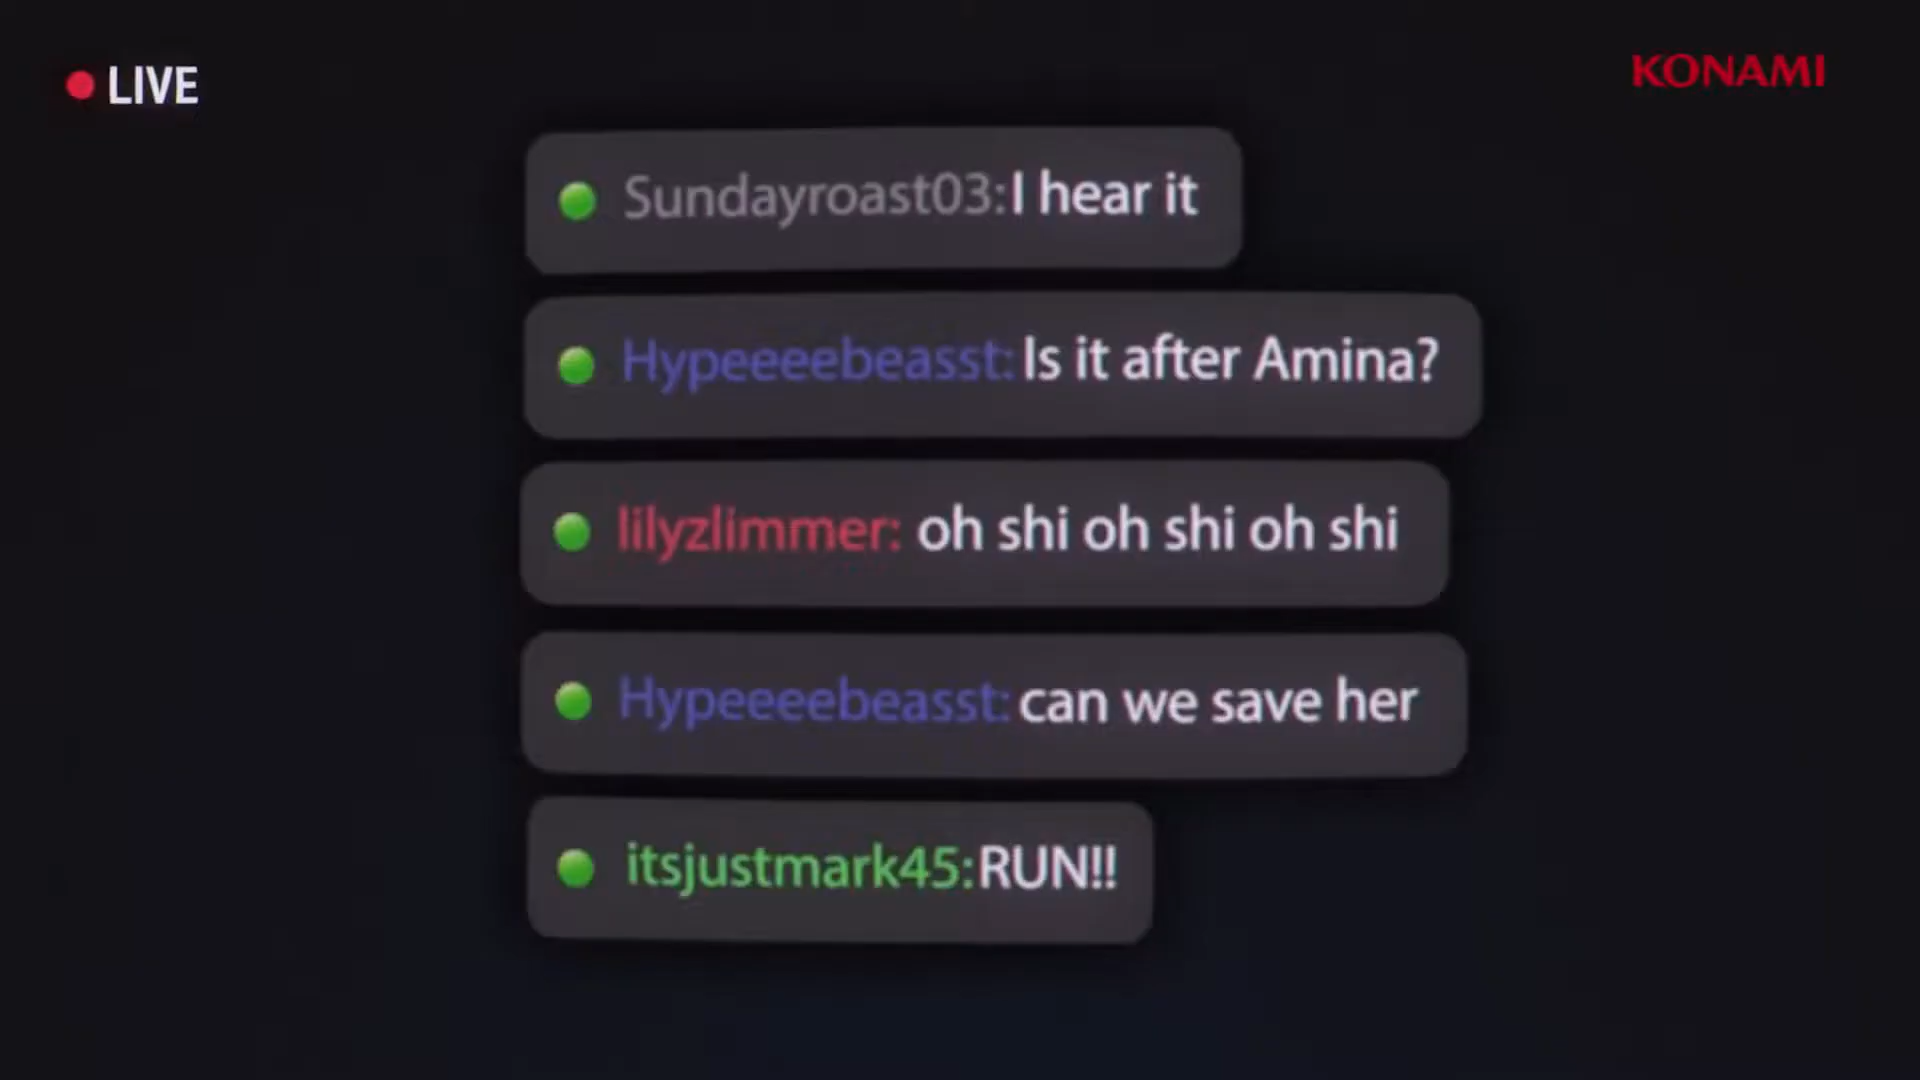 LIVE
KONAMI
Sundayroast03:I hear it
Hypeeeebeasst:Is it after Amina?
lilyzlimmer: oh shi oh shi oh shi
Hypeeeebeasst:can we save her
itsjustmark45:RUN!!